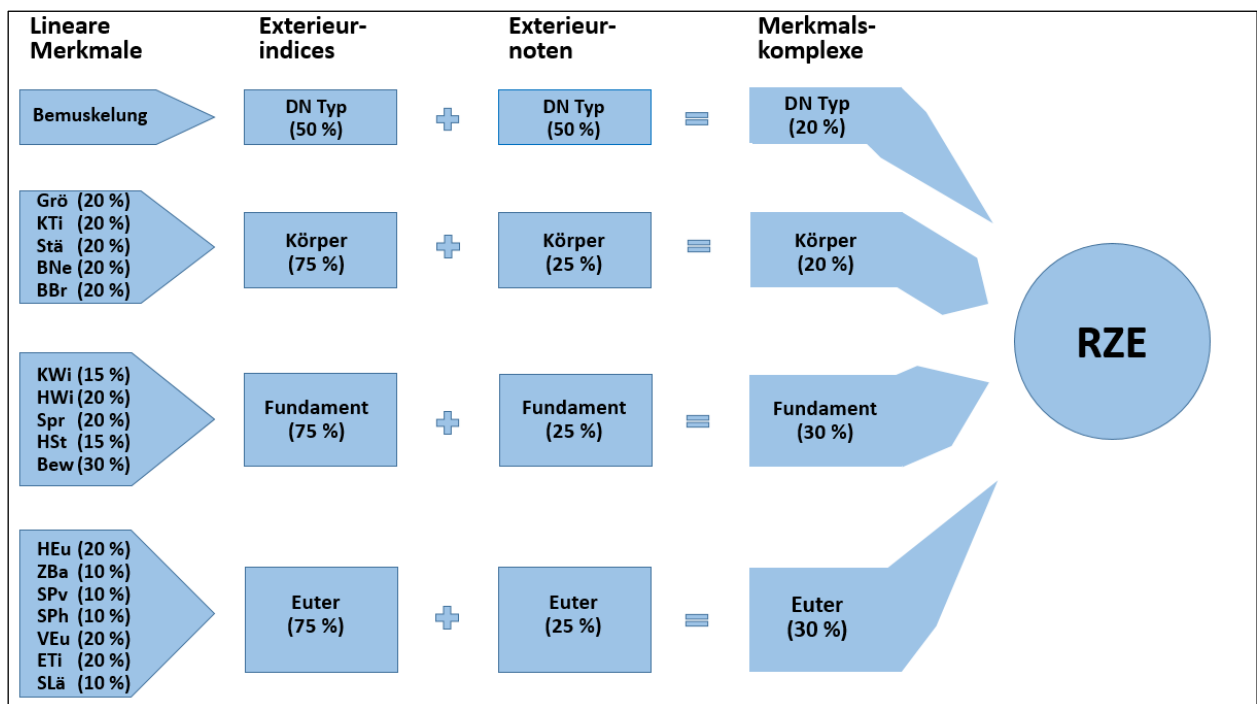 Lineare
Merkmale
Exterieur-
indices
Exterieur-
noten
Merkmals-
komplexe
Bemuskelung
DN Typ
(50 %)
DN Typ
(50 %)
DN Typ
(20 %)
Grö (20 %)
KTi (20 %)
Stä (20 %)
BNe (20 %)
BBr (20 %)
Körper
(75 %)
Körper
(25 %)
Körper
(20 %)
KWi (15 %)
HWi (20 %)
Spr (20 %)
HSt (15 %)
Bew (30 %)
Fundament
(75 %)
Fundament
(25 %)
Fundament
(30 %)
HEu (20 %)
ZBa (10 %)
SPv (10 %)
SPh (10 %)
VEu (20 %)
ETi (20 %)
SLä (10 %)
Euter
(75 %)
Euter
(25 %)
Euter
(30 %)
RZE